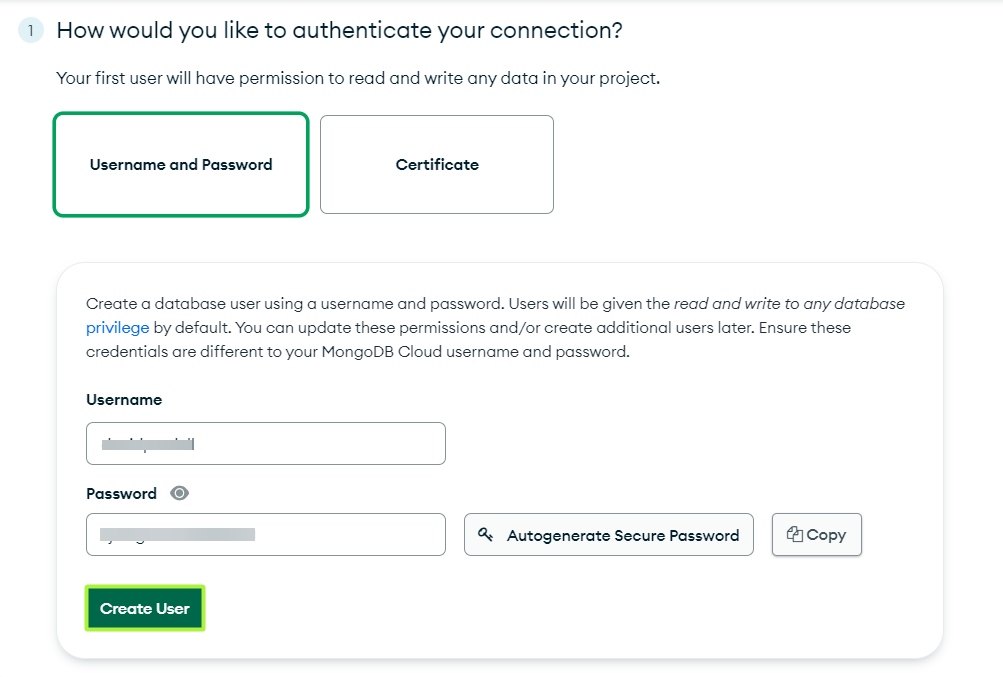 1 How would you like to authenticate your connection?
Your first user will have permission to read and write any data in your project.
Username and Password
Certificate
Create a database user using a username and password. Users will be given the read and write to any database
privilege by default. You can update these permissions and/or create additional users later. Ensure these
credentials are different to your MongoDB Cloud username and password.
Username
Password
Autogenerate Secure Password
Copy
Create User